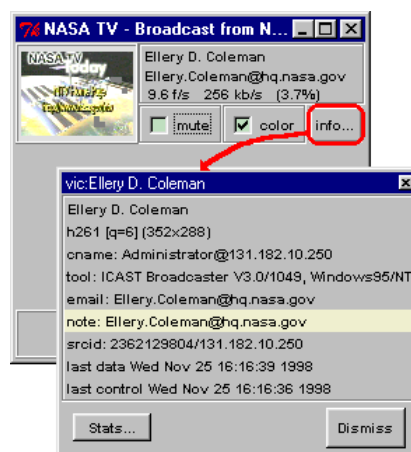 NASA TV - Broadcast from N...
NASA TV
Today
Ellery D. Coleman
Ellery.Coleman@hq.nasa.gov
9.6 f/s 256 kb/s (3.7%)
mute
color
info...
vic:Ellery D. Coleman
Ellery D. Coleman
h261 [q=6] (352x288)
cname: Administrator@131.182.10.250
tool: ICAST Broadcaster V3.0/1049, Windows95/NT
email: Ellery.Coleman@hq.nasa.gov
note: Ellery.Coleman@hq.nasa.gov
srcid: 2362129804/131.182.10.250
last data Wed Nov 25 16:16:39 1998
last control Wed Nov 25 16:16:36 1998
Stats...
Dismiss